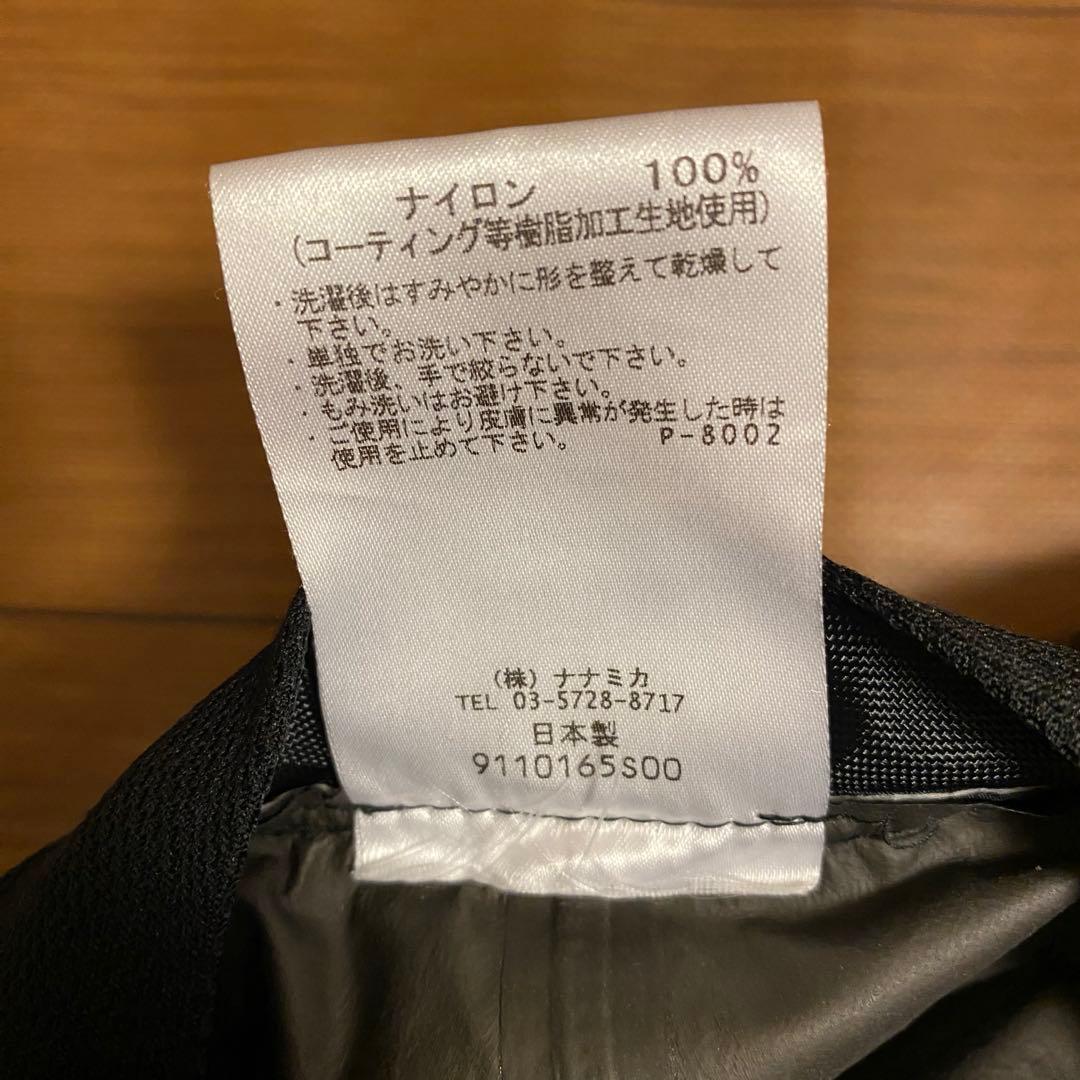 ナイロン 100%
(コーティング等樹脂加工生地使用)
・洗濯後はすみやかに形を整えて乾燥して
下さい。
・単独でお洗い下さい。
・洗濯後、手で絞らないで下さい。
・もみ洗いはお避け下さい。
・ご使用により皮膚に異常が発生した時は
使用を止めて下さい。 P-8002
(株)ナナミカ
TEL 03-5728-8717
日本製
9110165S00